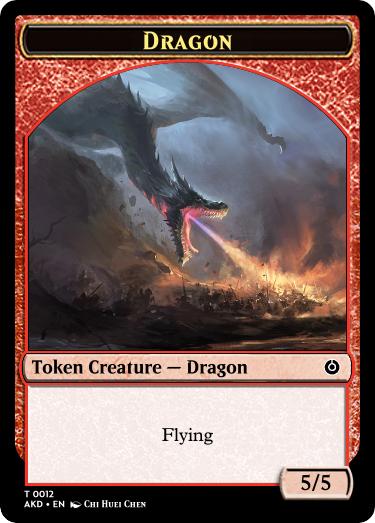 Dragon
Token Creature — Dragon
Flying
5/5
T 0012
AKD • EN Chi Huei Chen